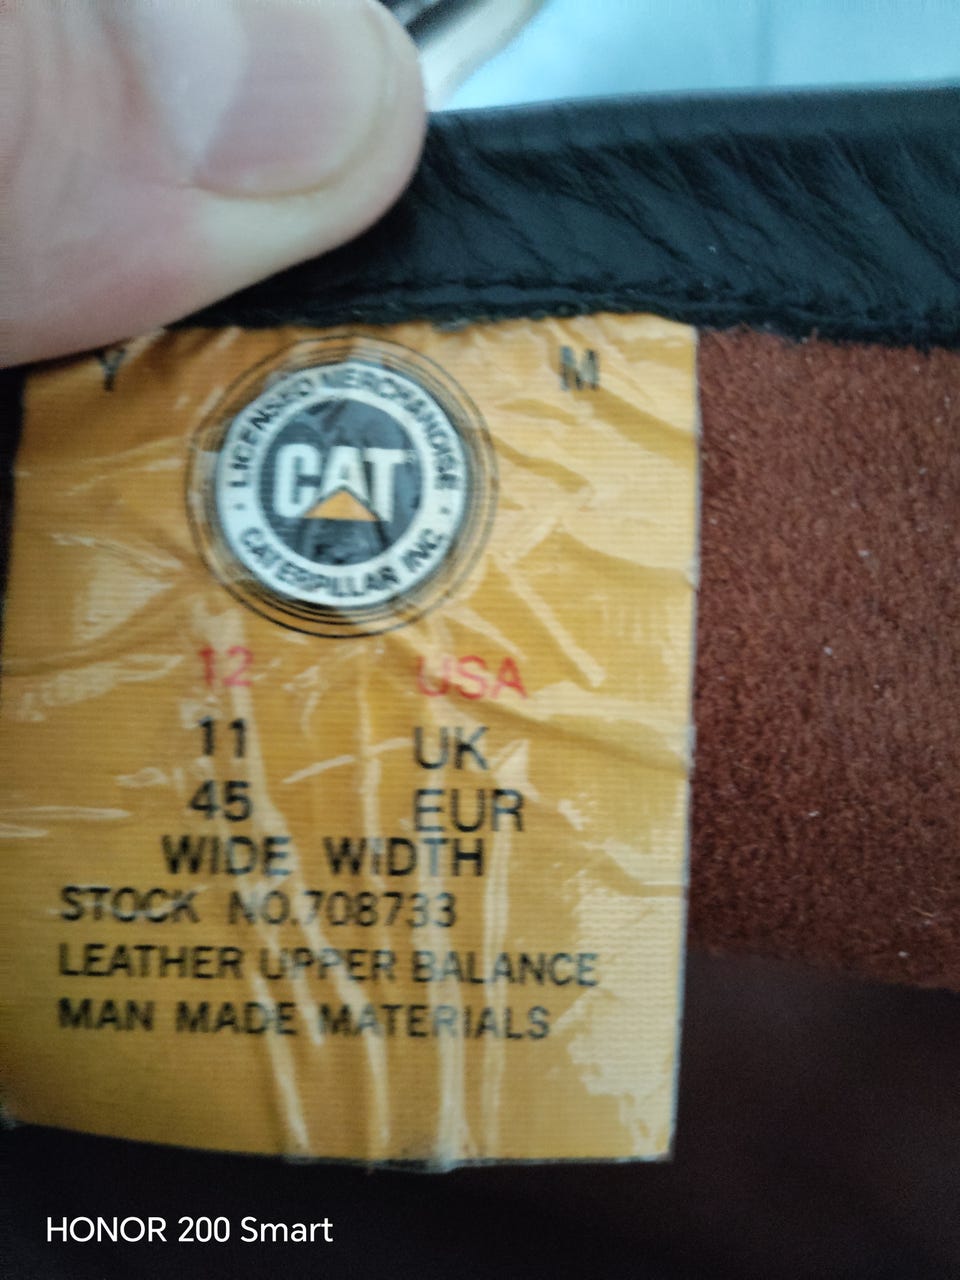 Y M
LICENSED MERCHANDISE
CAT
CATERPILLAR INC
12 USA
11 UK
45 EUR
WIDE WIDTH
STOCK NO.708733
LEATHER UPPER BALANCE
MAN MADE MATERIALS
HONOR 200 Smart